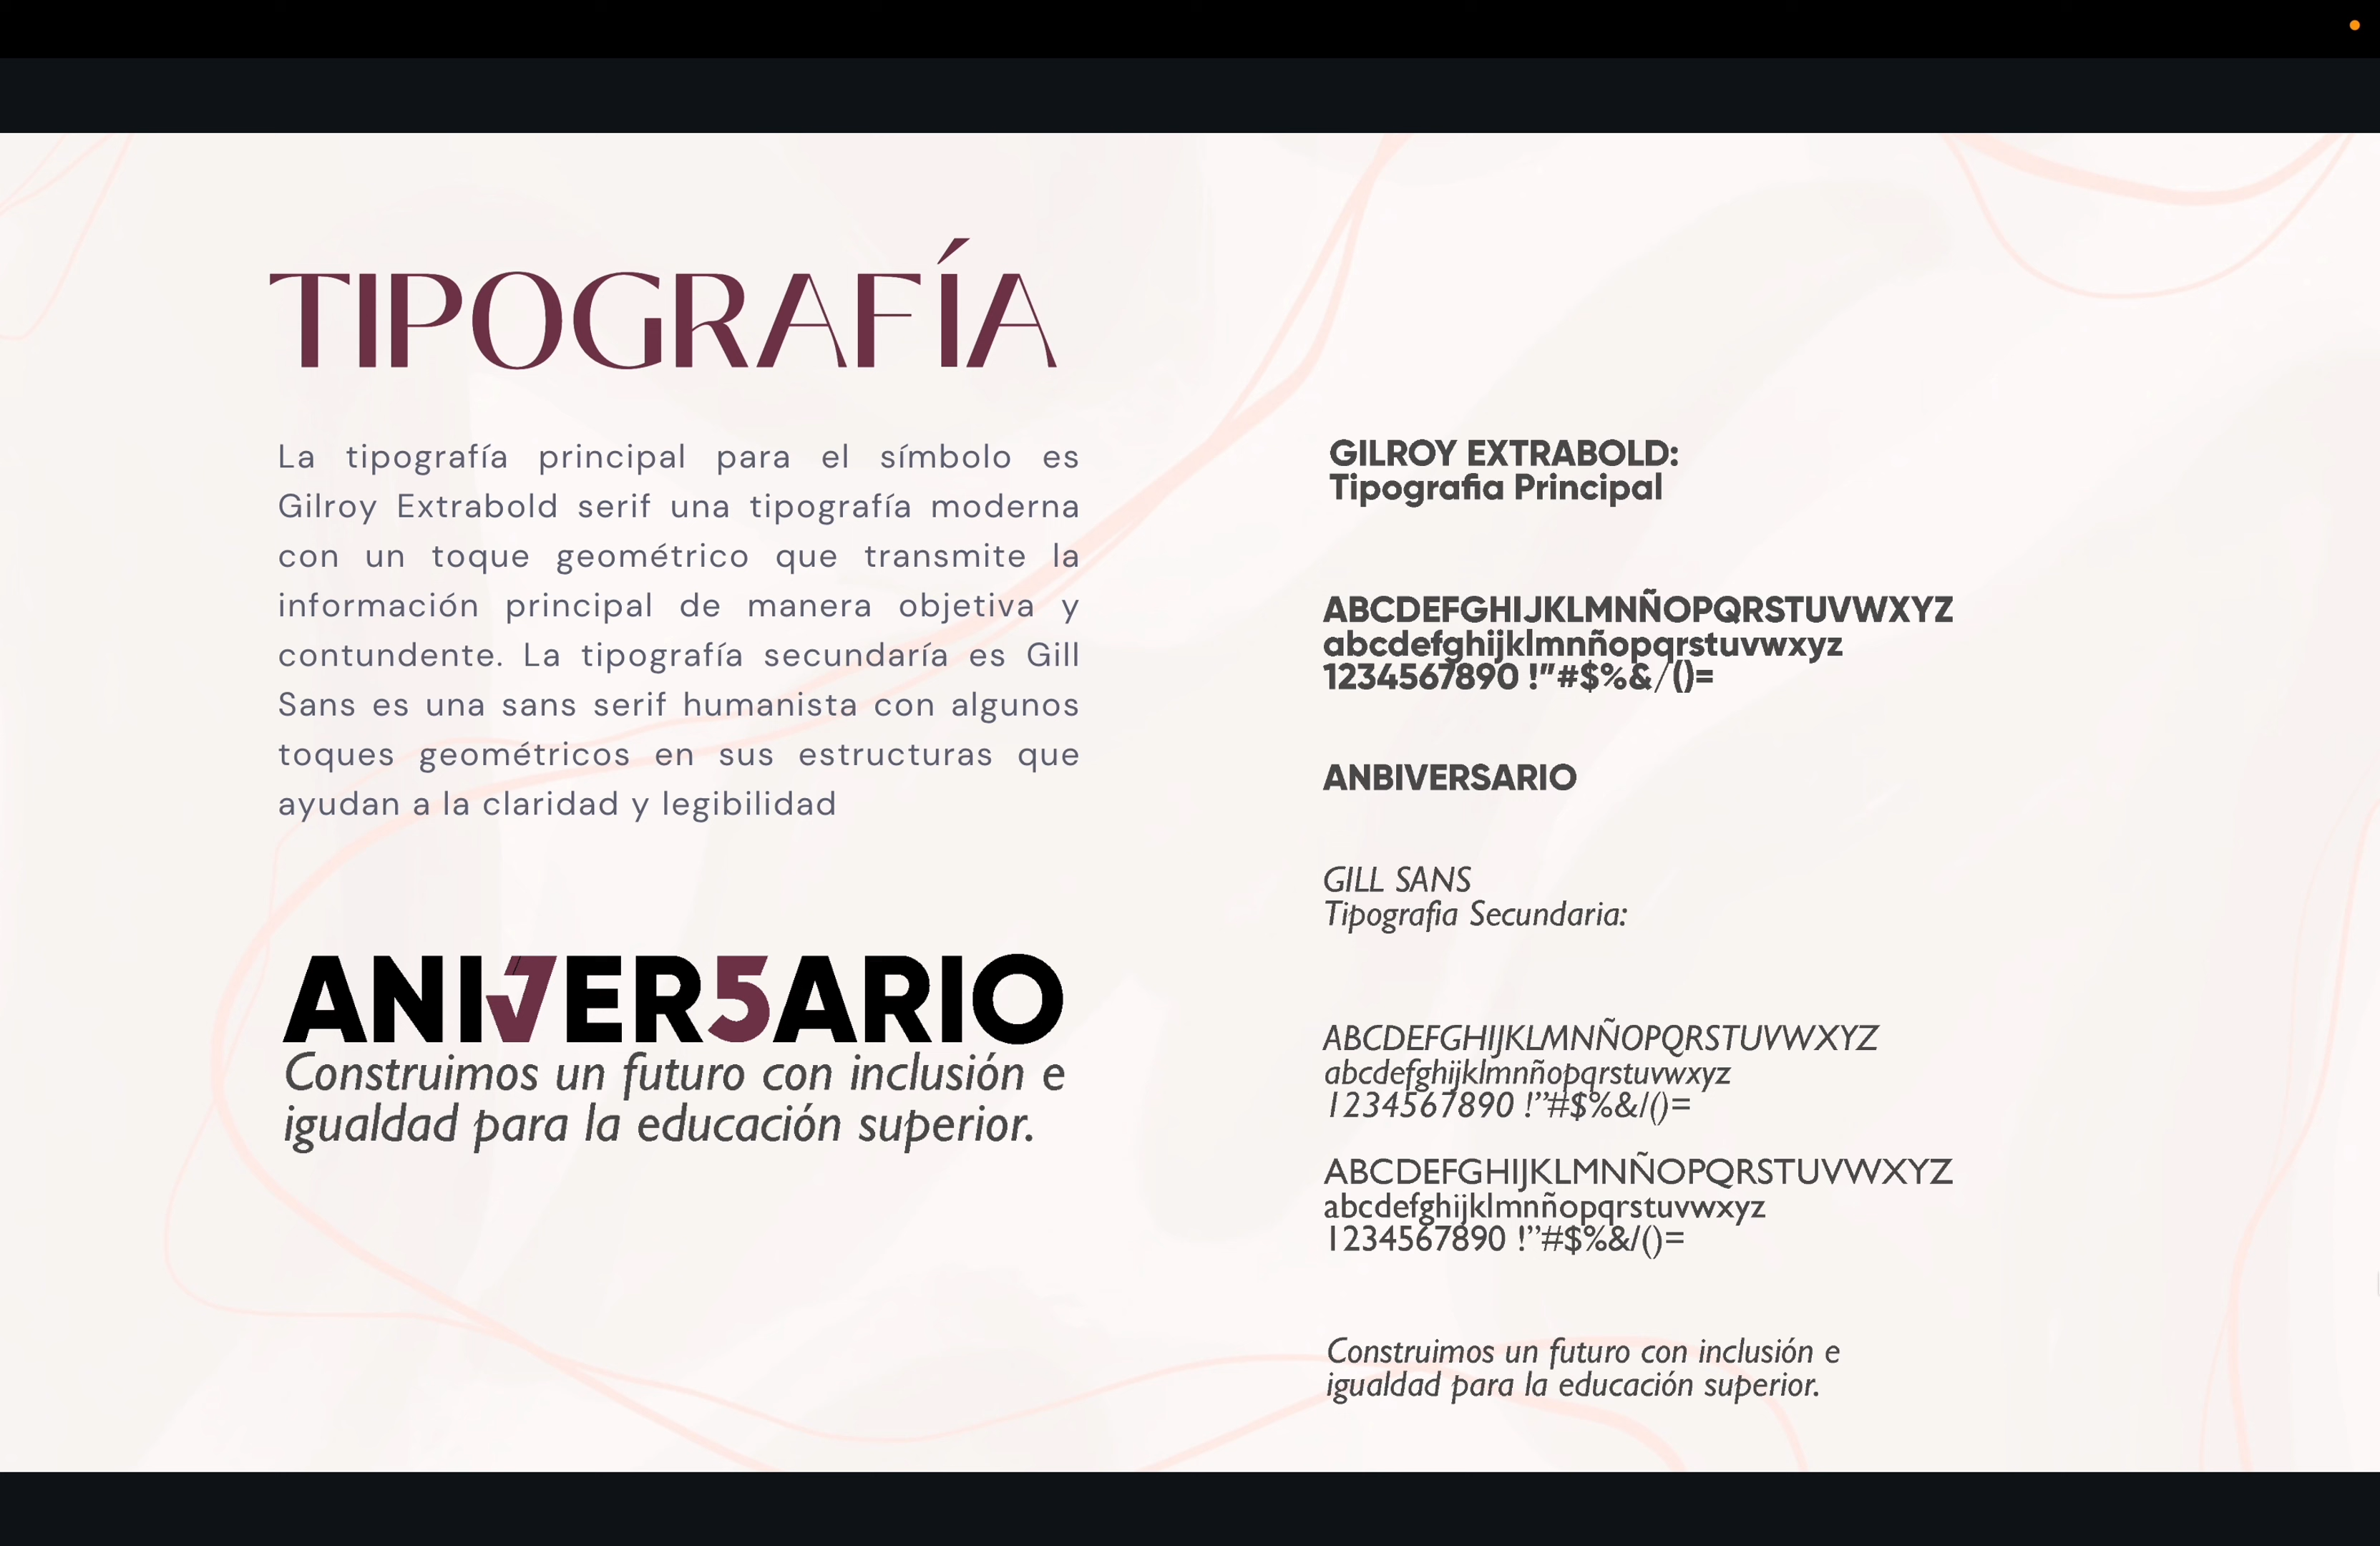 TIPOGRAFÍA
La tipografía principal para el símbolo es
Gilroy Extrabold serif una tipografía moderna
con un toque geométrico que transmite la
información principal de manera objetiva y
contundente. La tipografía secundaría es Gill
Sans es una sans serif humanista con algunos
toques geométricos en sus estructuras que
ayudan a la claridad y legibilidad
ANI7ER5ARIO
Construimos un futuro con inclusión e
igualdad para la educación superior.
GILROY EXTRABOLD:
Tipografia Principal
ABCDEFGHIJKLMNÑOPQRSTUVWXYZ
abcdefghijklmnñopqrstuvwxyz
1234567890 !"#$%&/()=
ANBIVERSARIO
GILL SANS
Tipografia Secundaria:
ABCDEFGHIJKLMNÑOPQRSTUVWXYZ
abcdefghijklmnñopqrstuvwxyz
1234567890 !”#$%&/()=
ABCDEFGHIJKLMNÑOPQRSTUVWXYZ
abcdefghijklmnñopqrstuvwxyz
1234567890 !”#$%&/()=
Construimos un futuro con inclusión e
igualdad para la educación superior.